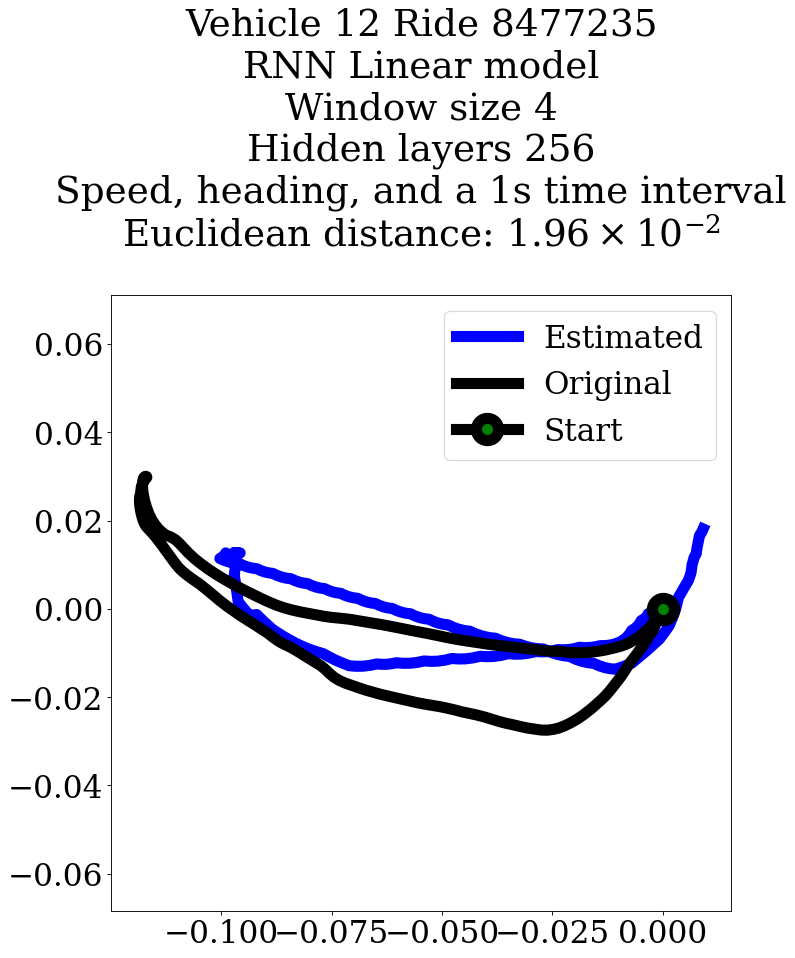 Vehicle 12 Ride 8477235
RNN Linear model
Window size 4
Hidden layers 256
Speed, heading, and a 1s time interval
Euclidean distance: 1.96 × 10⁻²
Estimated
Original
Start
0.06
0.04
0.02
0.00
−0.02
−0.04
−0.06
−0.100 −0.075 −0.050 −0.025 0.000